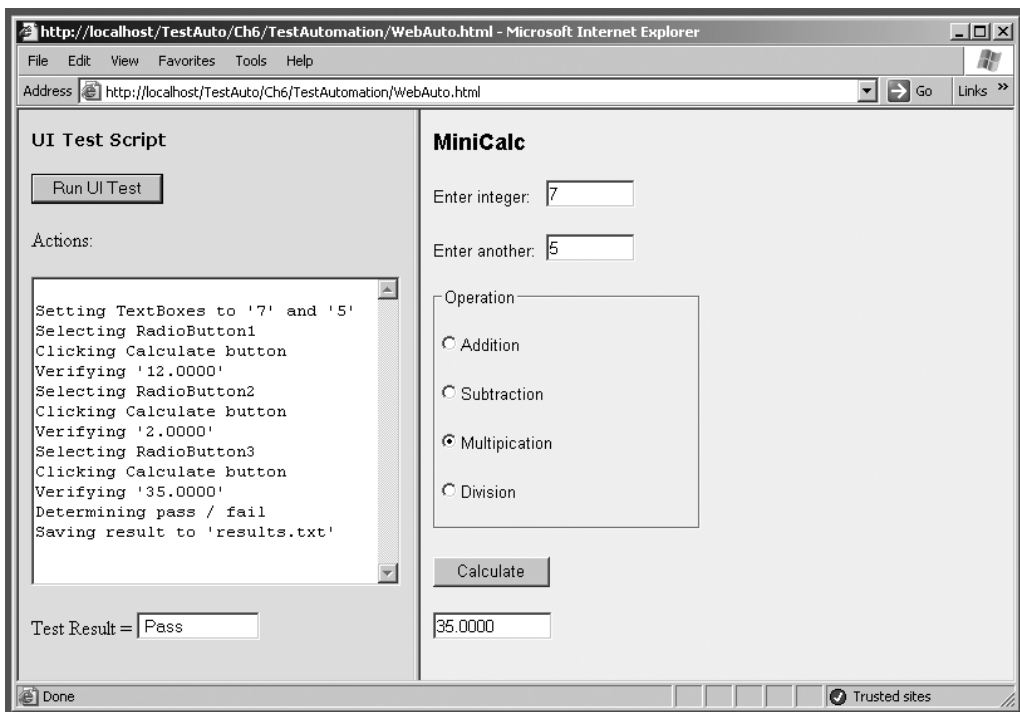 http://localhost/TestAuto/Ch6/TestAutomation/WebAuto.html - Microsoft Internet Explorer
File Edit View Favorites Tools Help
Address http://localhost/TestAuto/Ch6/TestAutomation/WebAuto.html Go Links »
UI Test Script
Run UI Test
Actions:
Setting TextBoxes to '7' and '5'
Selecting RadioButton1
Clicking Calculate button
Verifying '12.0000'
Selecting RadioButton2
Clicking Calculate button
Verifying '2.0000'
Selecting RadioButton3
Clicking Calculate button
Verifying '35.0000'
Determining pass / fail
Saving result to 'results.txt'
Test Result = Pass
MiniCalc
Enter integer: 7
Enter another: 5
Operation
Addition
Subtraction
Multipication
Division
Calculate
35.0000
Done Trusted sites